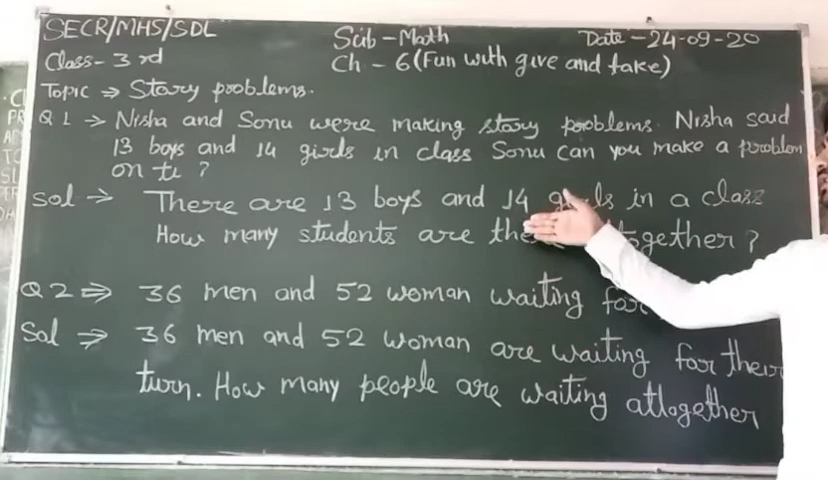 SECR/MHS/SDL
Sub - Math
Date - 24-09-20
Class - 3rd
Ch - 6 (Fun with give and take)
Topic ⇒ Story problems.
Q 1 → Nisha and Sonu were making story problems. Nisha said
13 boys and 14 girls in class Sonu can you make a problem
on ti ?
Sol → There are 13 boys and 14 girls in a class
How many students are together ?
Q 2 ⇒ 36 men and 52 woman waiting for
Sol ⇒ 36 men and 52 woman are waiting for their
turn. How many people are waiting altogether